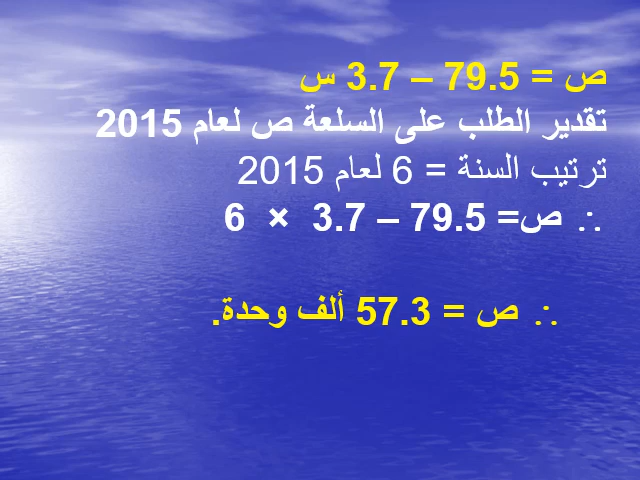 ص = 79.5 – 3.7 س
تقدير الطلب على السلعة ص لعام 2015
ترتيب السنة = 6 لعام 2015
∴ ص= 79.5 – 3.7 × 6
∴ ص = 57.3 ألف وحدة.